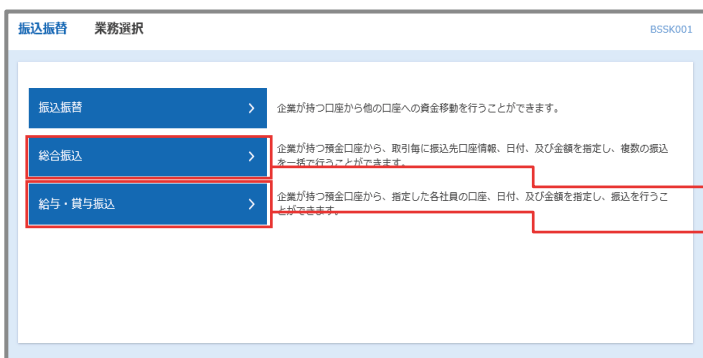 振込振替 業務選択 BSSK001
振込振替
企業が持つ口座から他の口座への資金移動を行うことができます。
総合振込
企業が持つ預金口座から、取引毎に振込先口座情報、日付、及び金額を指定し、複数の振込
を一括で行うことができます。
給与・賞与振込
企業が持つ預金口座から、指定した各社員の口座、日付、及び金額を指定し、振込を行うこ
とができます。